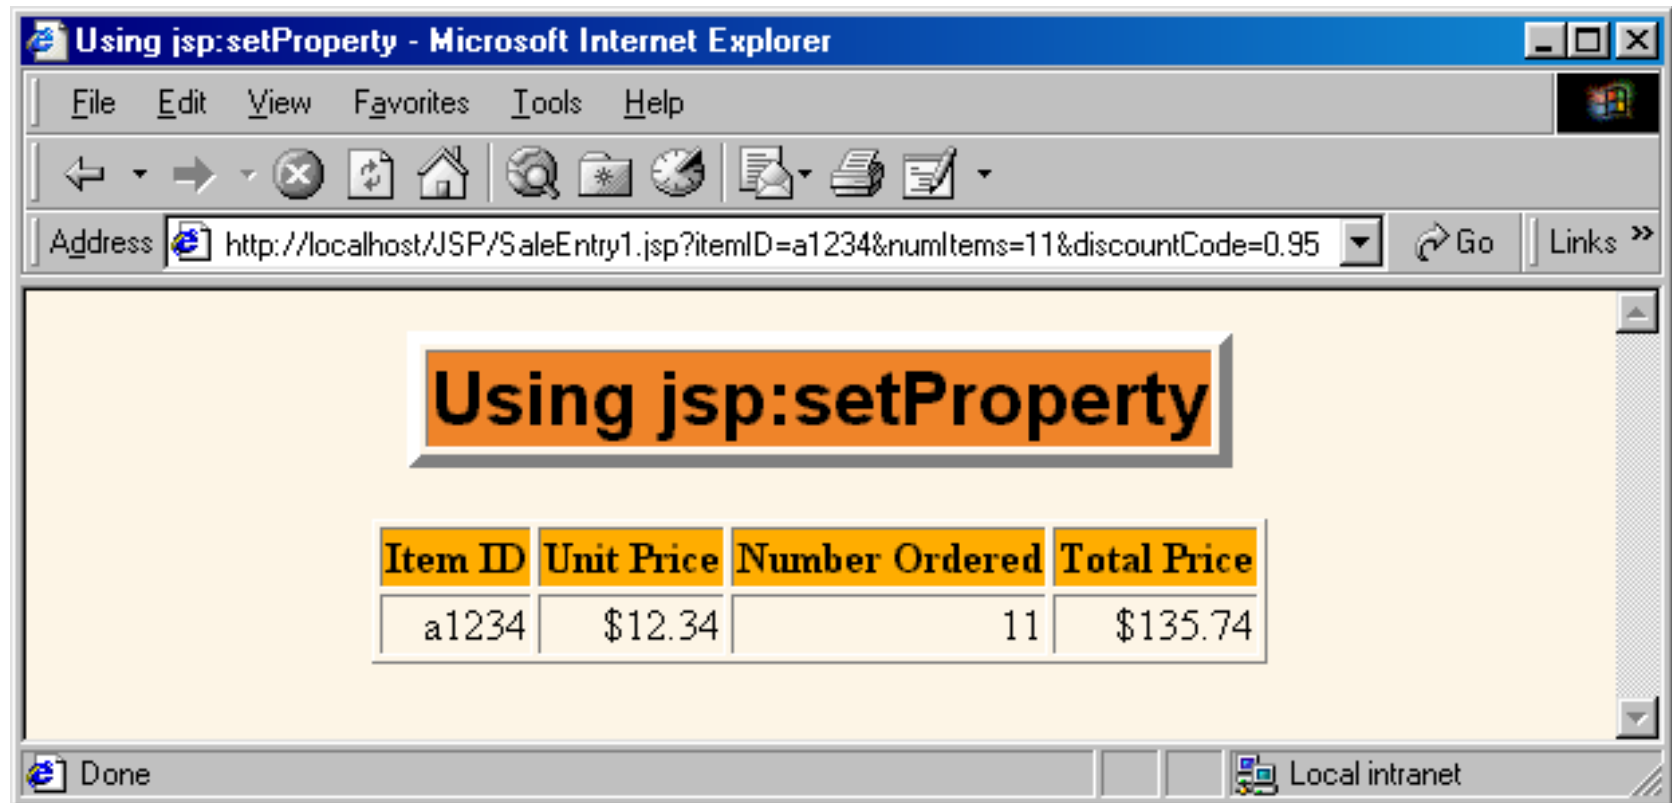 Using jsp:setProperty - Microsoft Internet Explorer
File Edit View Favorites Tools Help
Address http://localhost/JSP/SaleEntry1.jsp?itemID=a1234&numItems=11&discountCode=0.95 Go Links »
Using jsp:setProperty
Item ID Unit Price Number Ordered Total Price
a1234 $12.34 11 $135.74
Done Local intranet